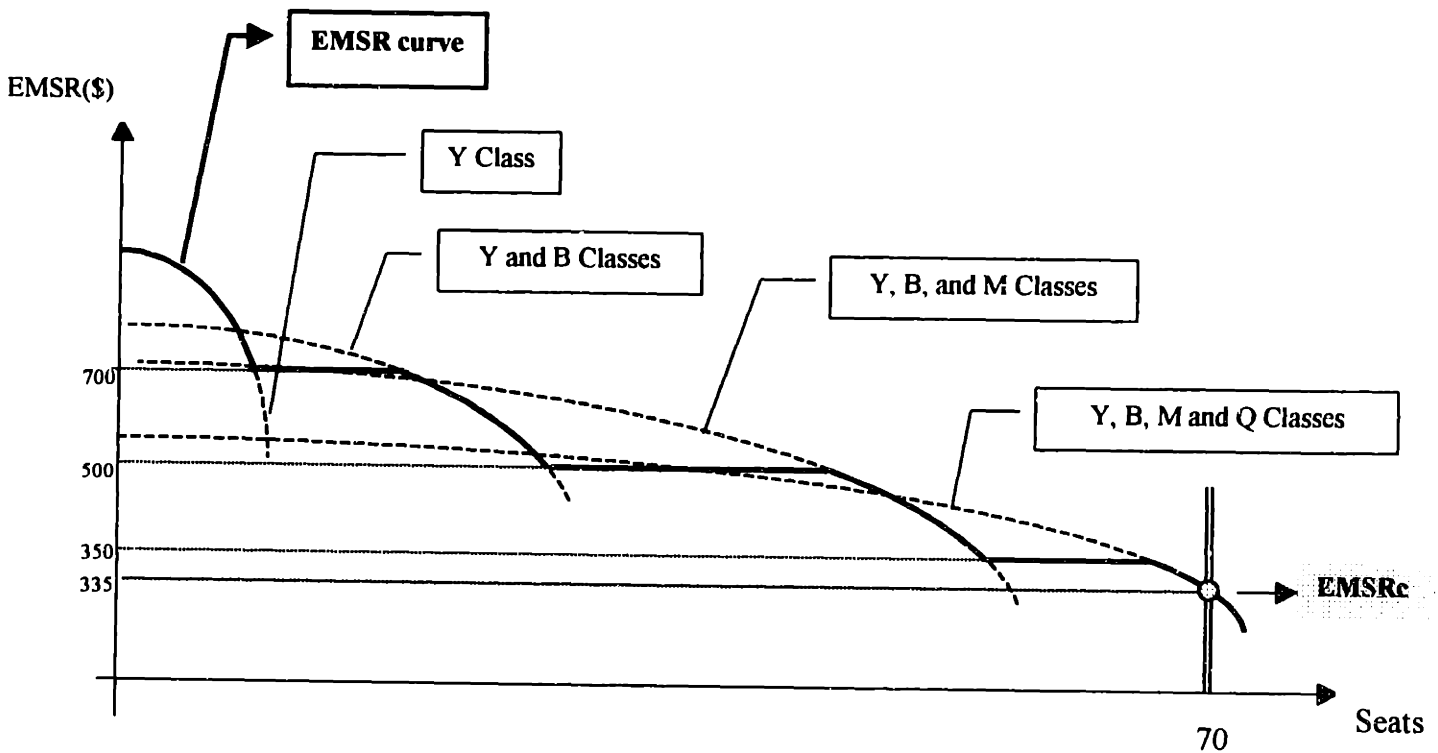 EMSR curve
EMSR($)
Y Class
Y and B Classes
Y, B, and M Classes
700
Y, B, M and Q Classes
500
350
335
EMSRc
Seats
70